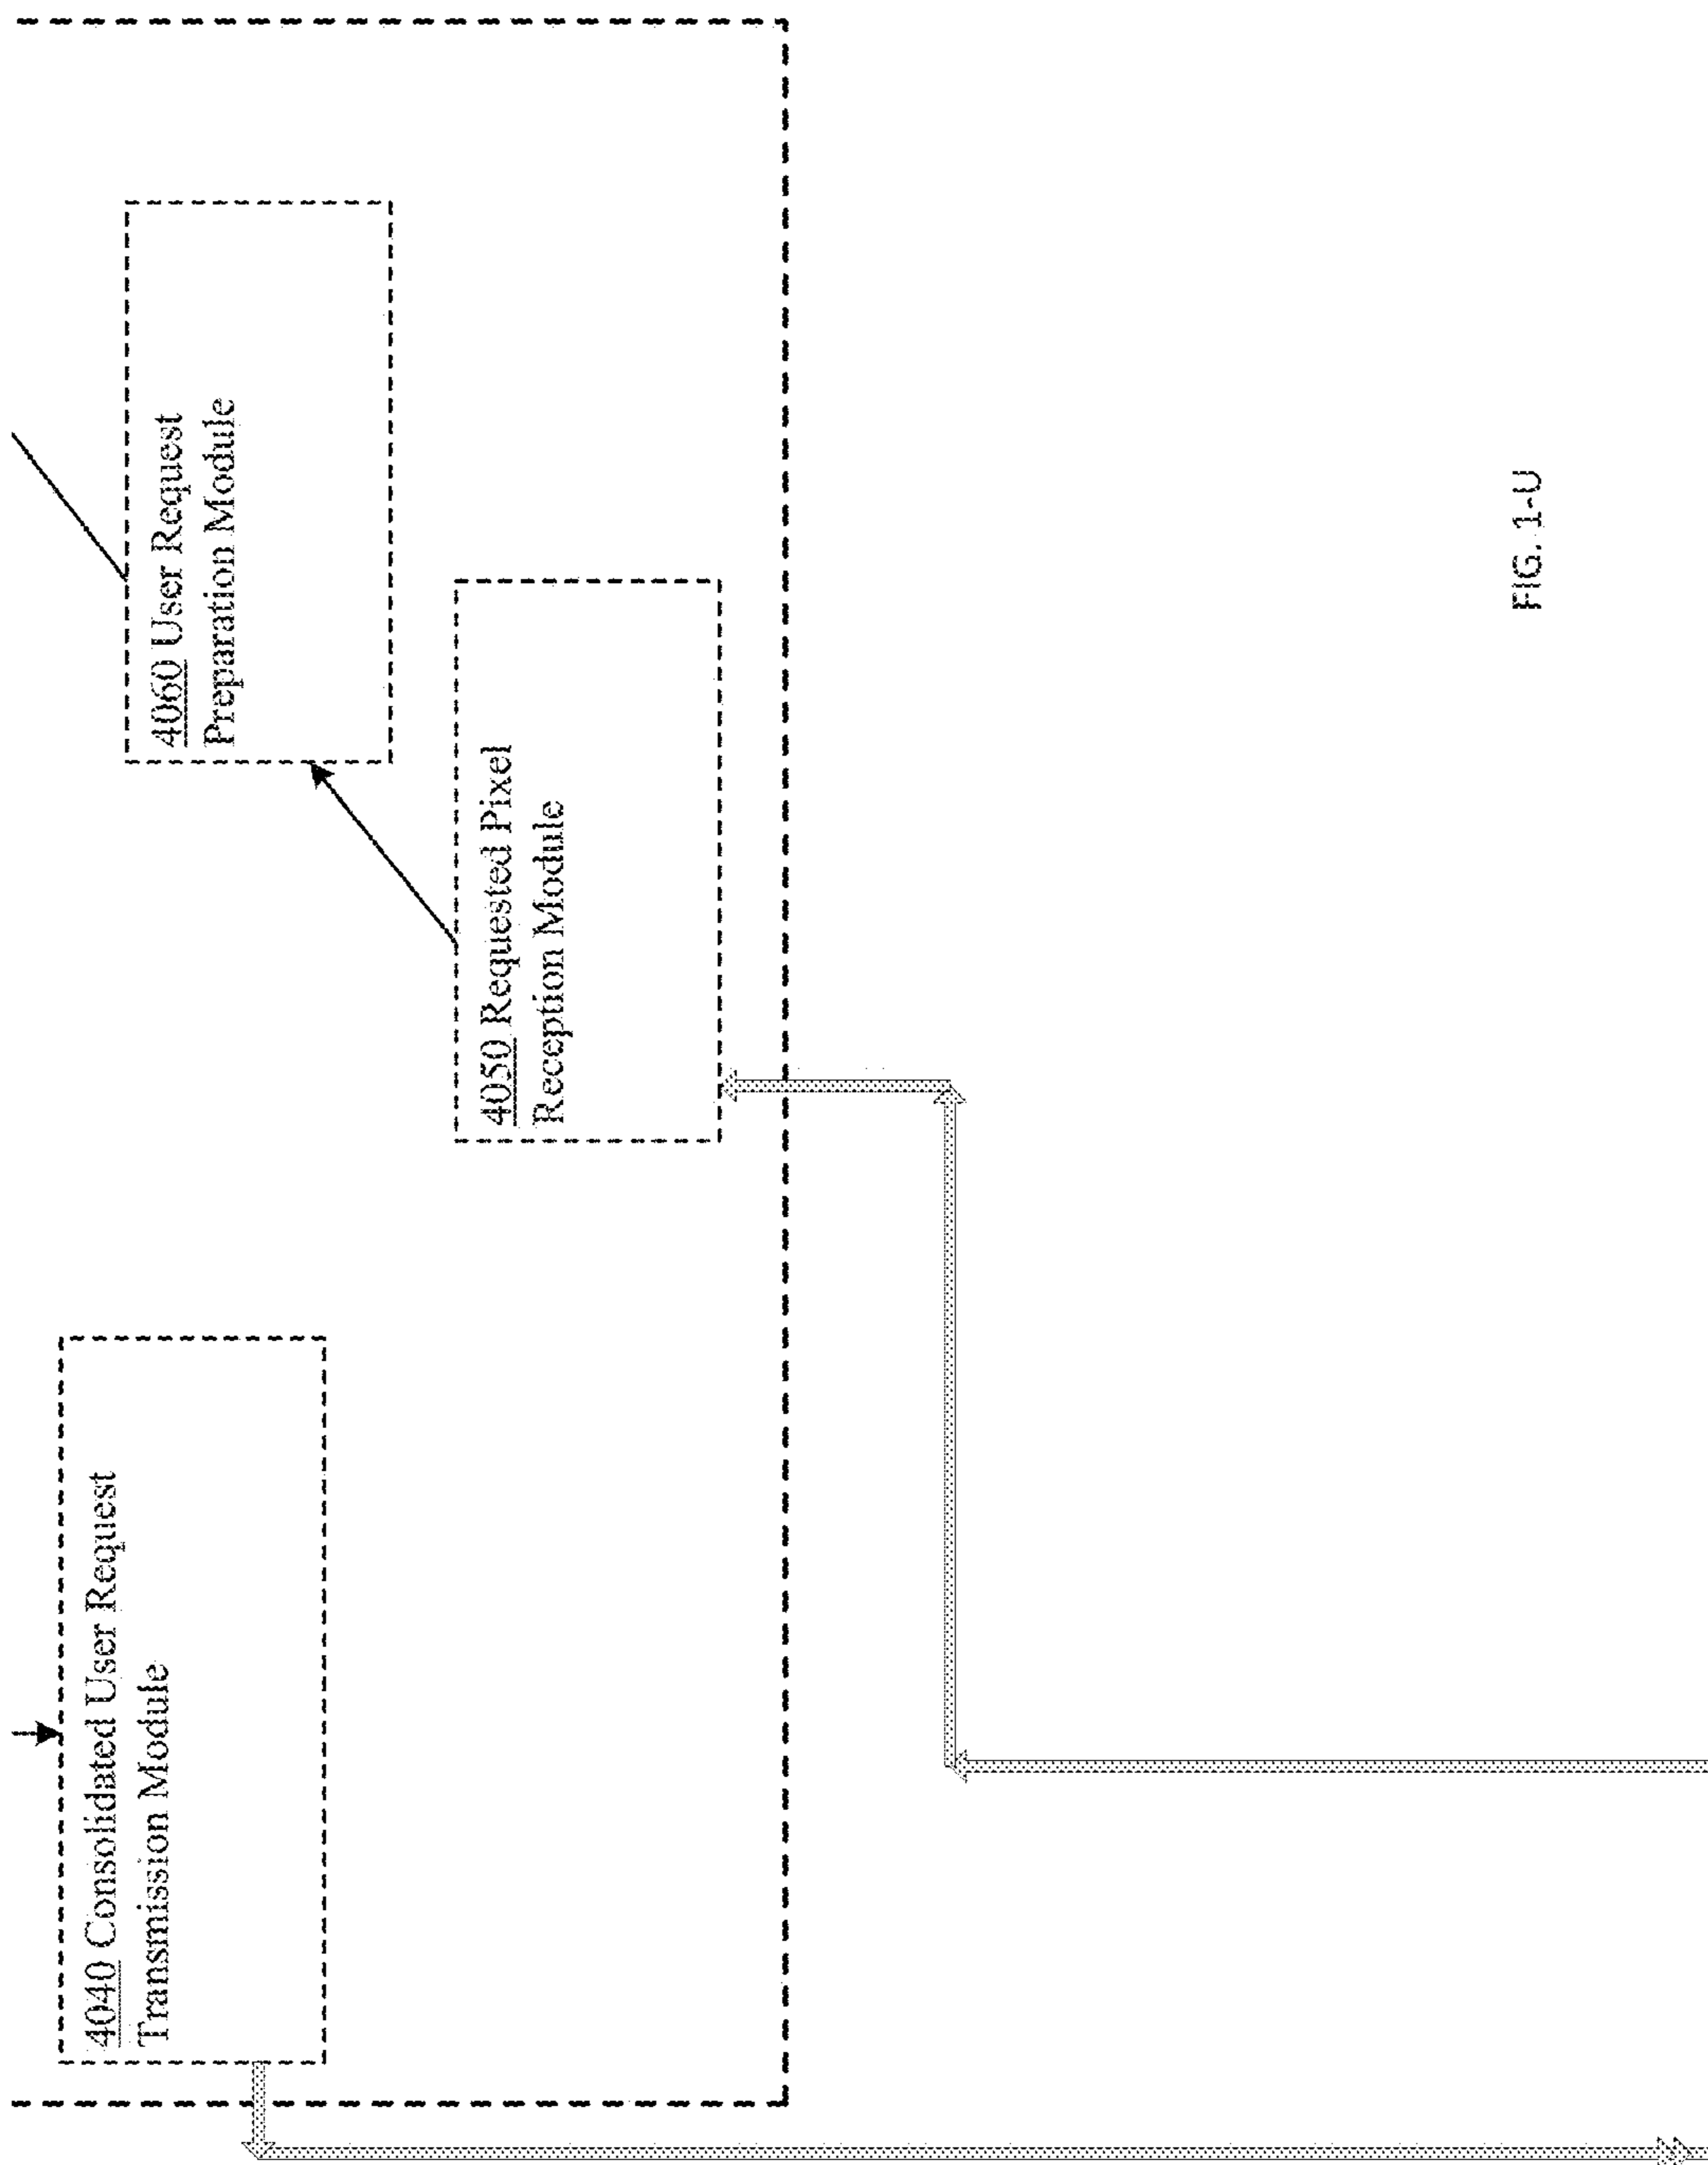 4040 Consolidated User Request
Transmission Module
4050 Requested Pixel
Reception Module
4060 User Request
Preparation Module
FIG. 1-U